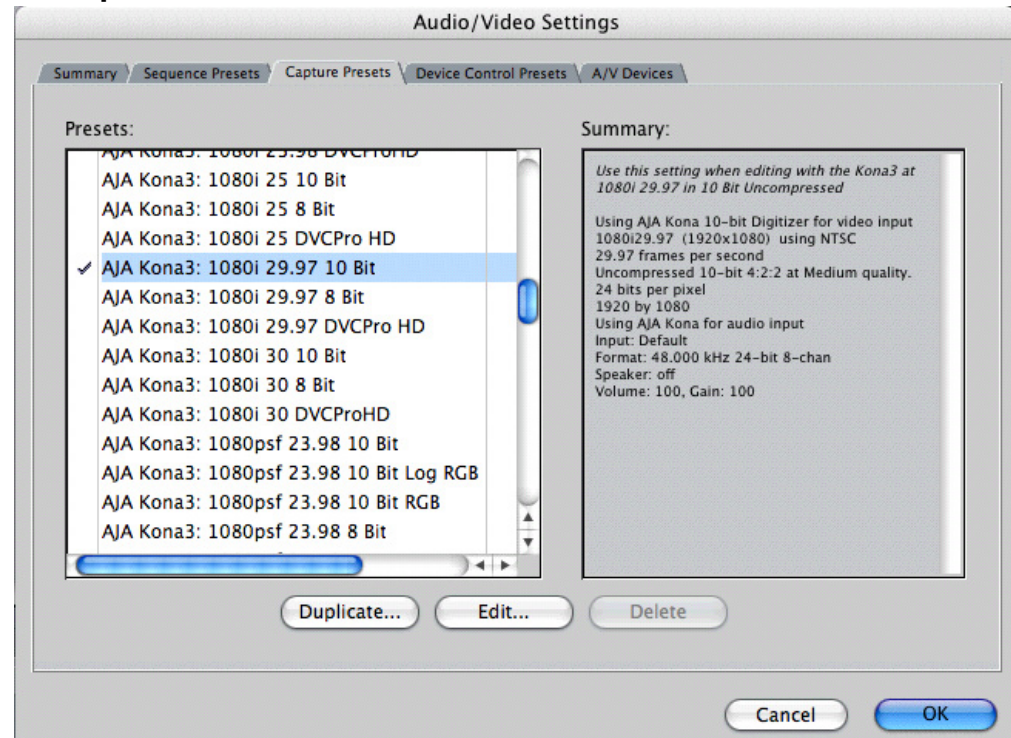 Audio/Video Settings
Summary
Sequence Presets
Capture Presets
Device Control Presets
A/V Devices
Presets:
AJA Kona3: 1080i 25 10 Bit
AJA Kona3: 1080i 25 8 Bit
AJA Kona3: 1080i 25 DVCPro HD
AJA Kona3: 1080i 29.97 10 Bit
AJA Kona3: 1080i 29.97 8 Bit
AJA Kona3: 1080i 29.97 DVCPro HD
AJA Kona3: 1080i 30 10 Bit
AJA Kona3: 1080i 30 8 Bit
AJA Kona3: 1080i 30 DVCProHD
AJA Kona3: 1080psf 23.98 10 Bit
AJA Kona3: 1080psf 23.98 10 Bit Log RGB
AJA Kona3: 1080psf 23.98 10 Bit RGB
AJA Kona3: 1080psf 23.98 8 Bit
Summary:
Use this setting when editing with the Kona3 at
1080i 29.97 in 10 Bit Uncompressed
Using AJA Kona 10-bit Digitizer for video input
1080i29.97 (1920x1080) using NTSC
29.97 frames per second
Uncompressed 10-bit 4:2:2 at Medium quality.
24 bits per pixel
1920 by 1080
Using AJA Kona for audio input
Input: Default
Format: 48.000 kHz 24-bit 8-chan
Speaker: off
Volume: 100, Gain: 100
Duplicate...
Edit...
Delete
Cancel
OK